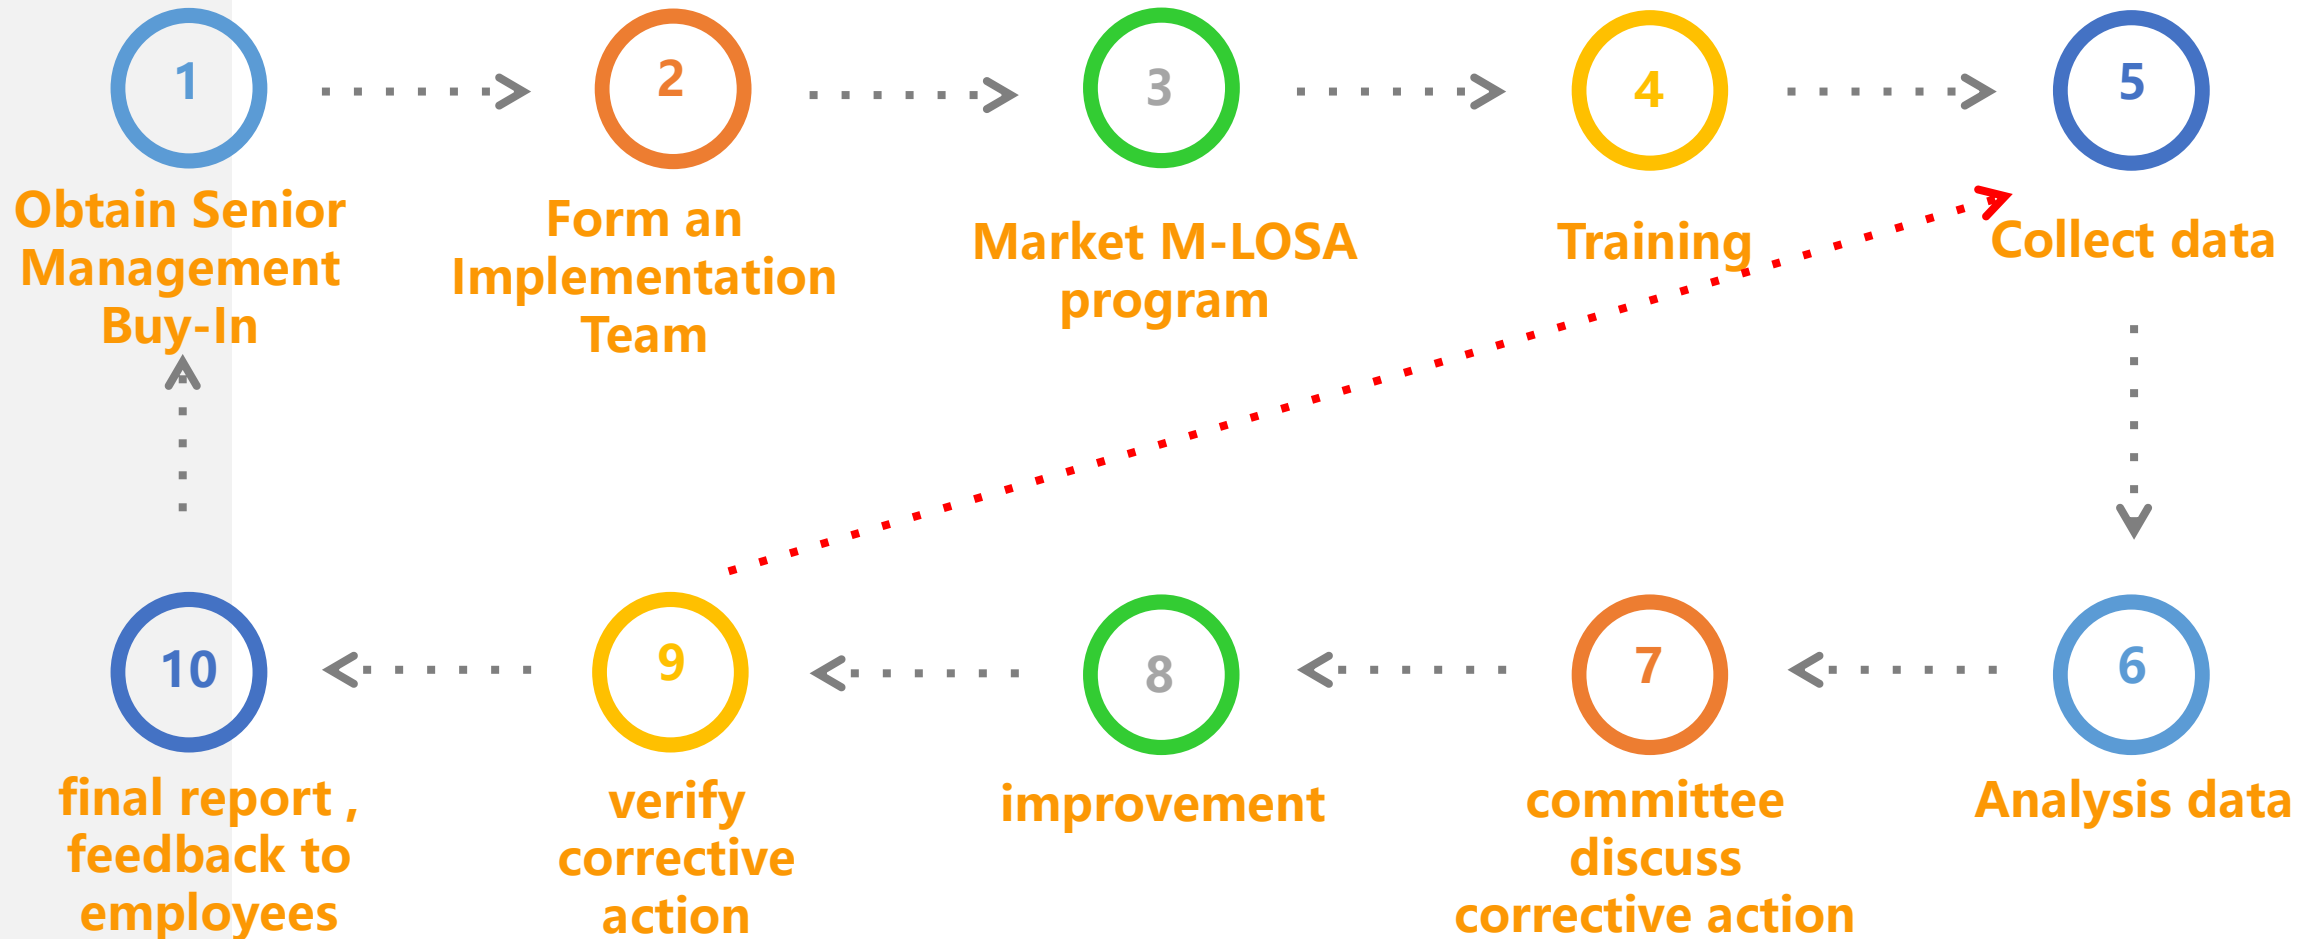 1
Obtain Senior
Management
Buy-In
2
Form an
Implementation
Team
3
Market M-LOSA
program
4
Training
5
Collect data
6
Analysis data
7
committee
discuss
corrective action
8
improvement
9
verify
corrective
action
10
final report ,
feedback to
employees